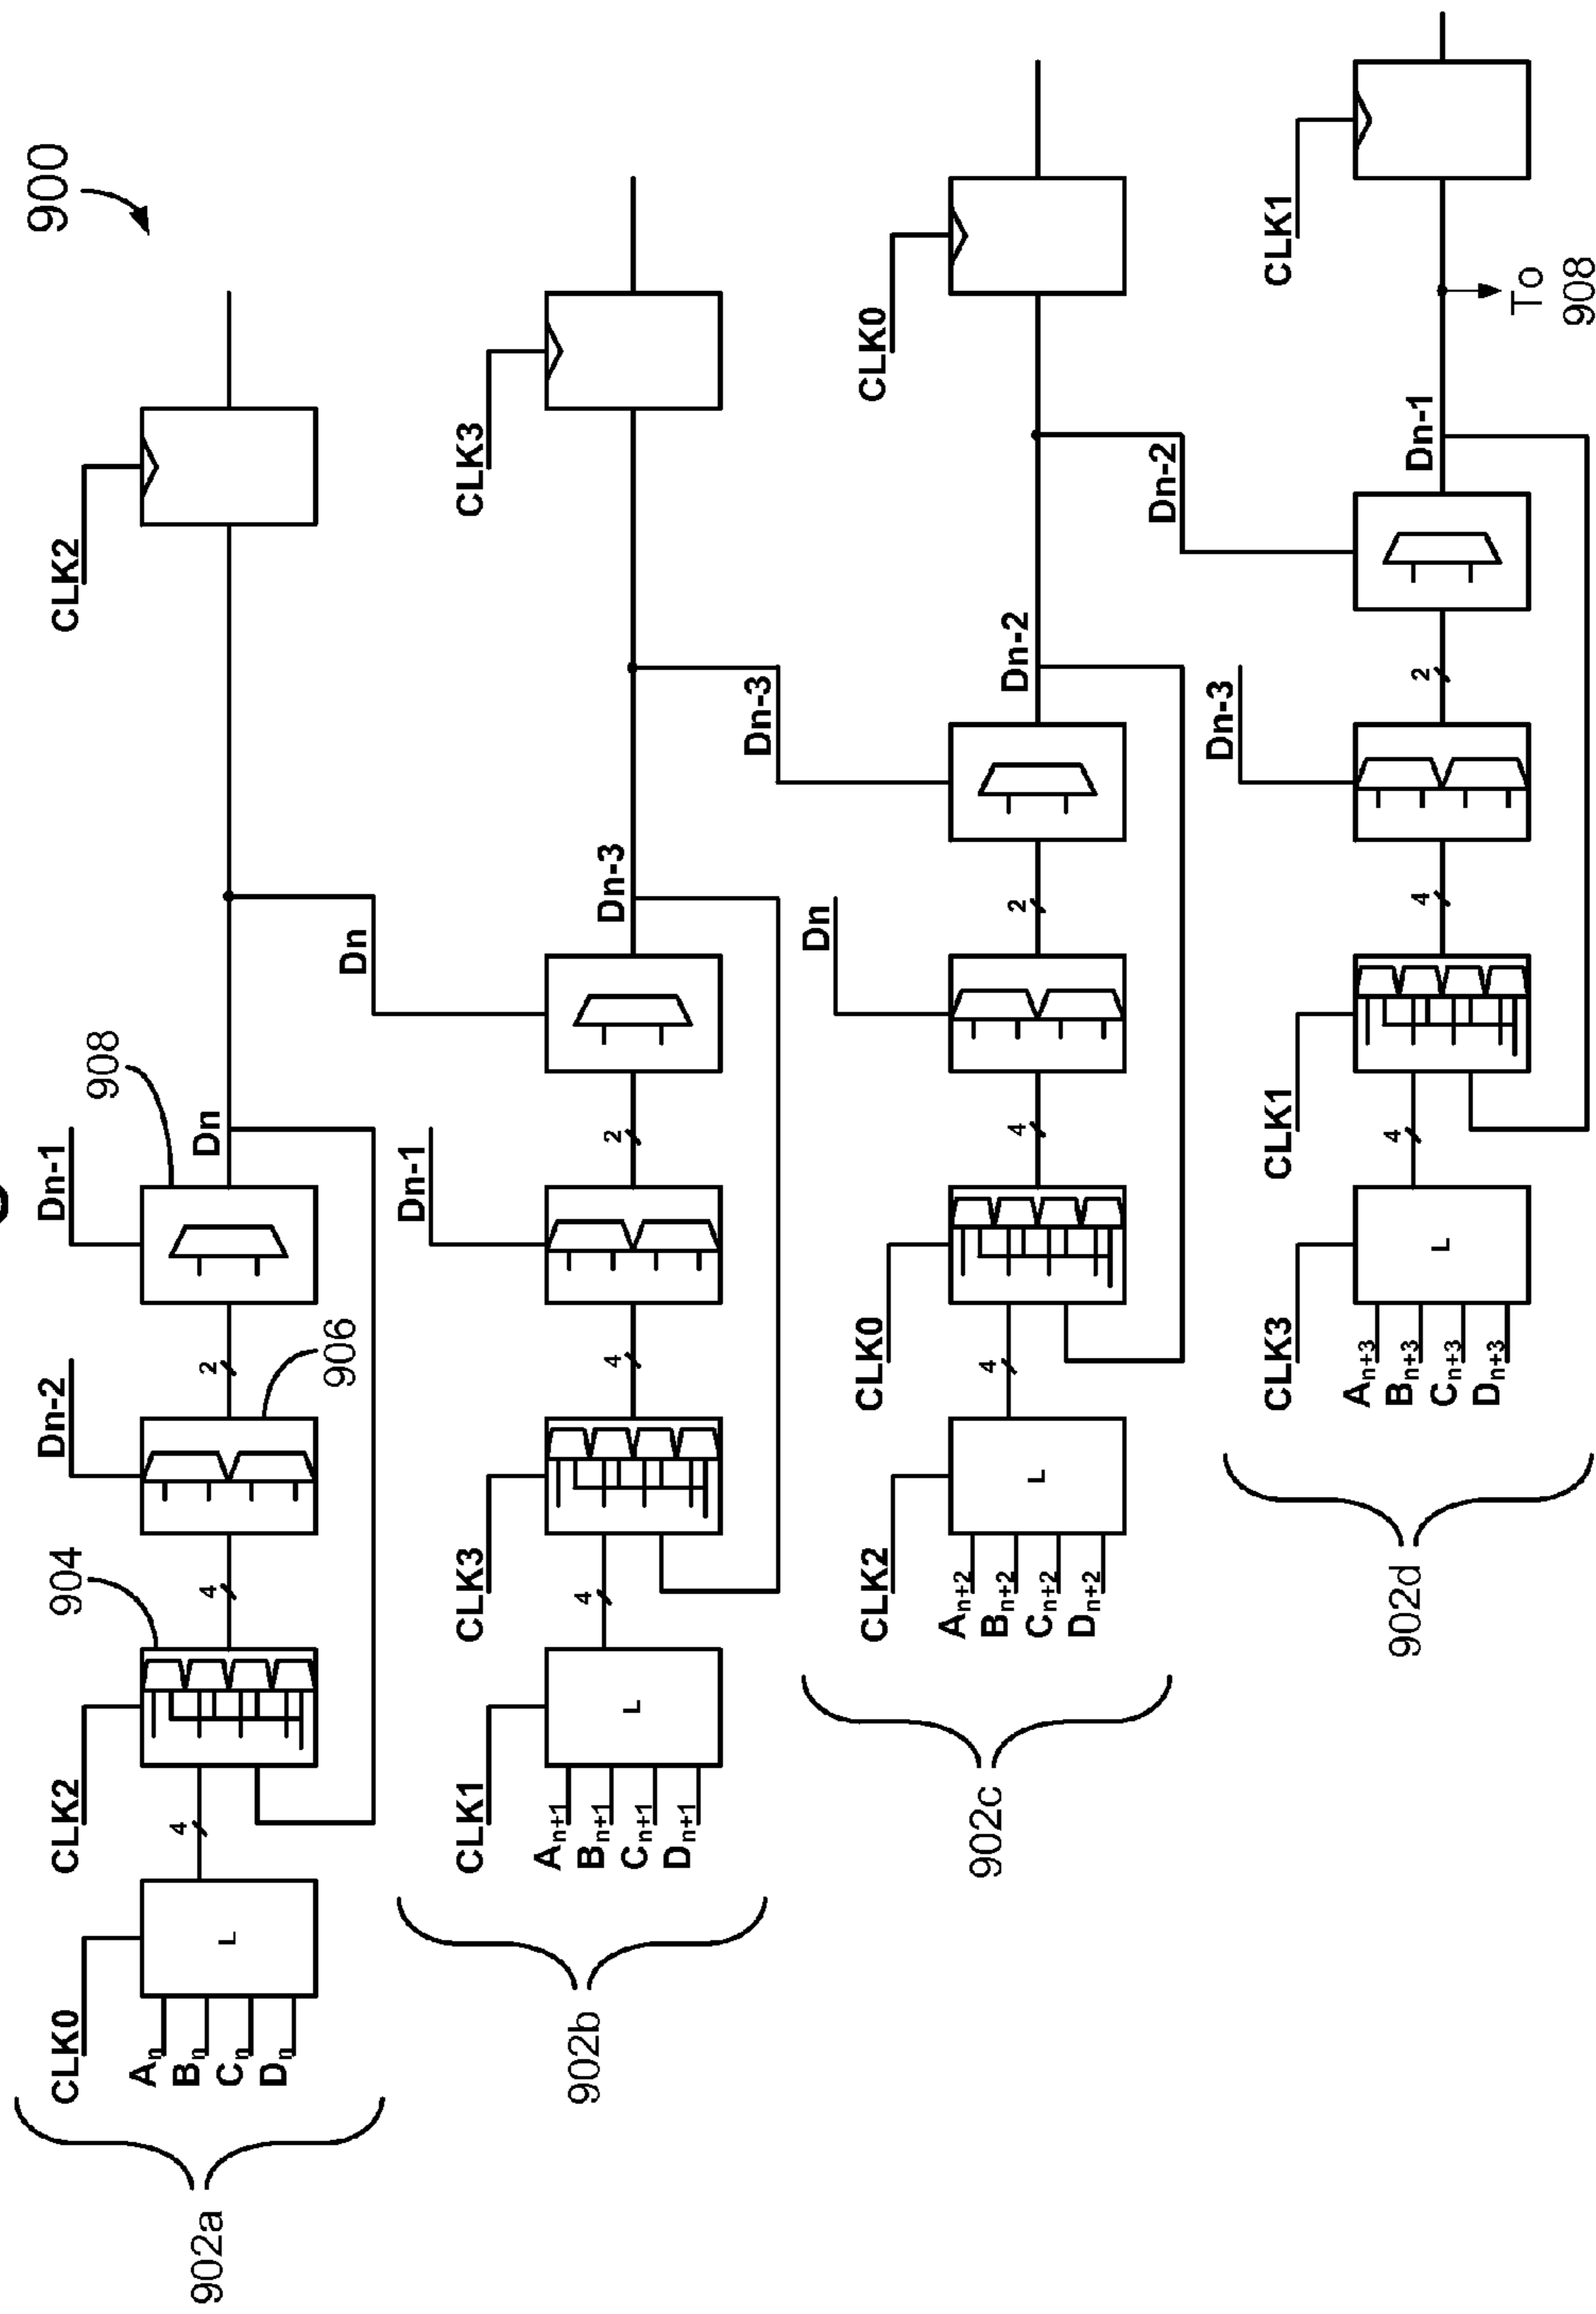 900
902a
CLK0
An
Bn
Cn
Dn
L
4
CLK2
904
4
Dn-2
906
2
Dn-1
908
Dn
CLK2
902b
CLK1
An+1
Bn+1
Cn+1
Dn+1
L
4
CLK3
4
Dn-1
2
Dn
Dn-3
CLK3
902c
CLK2
An+2
Bn+2
Cn+2
Dn+2
L
4
CLK0
4
Dn
2
Dn-3
Dn-2
CLK0
902d
CLK3
An+3
Bn+3
Cn+3
Dn+3
L
4
CLK1
4
Dn-3
2
Dn-2
Dn-1
To
908
CLK1